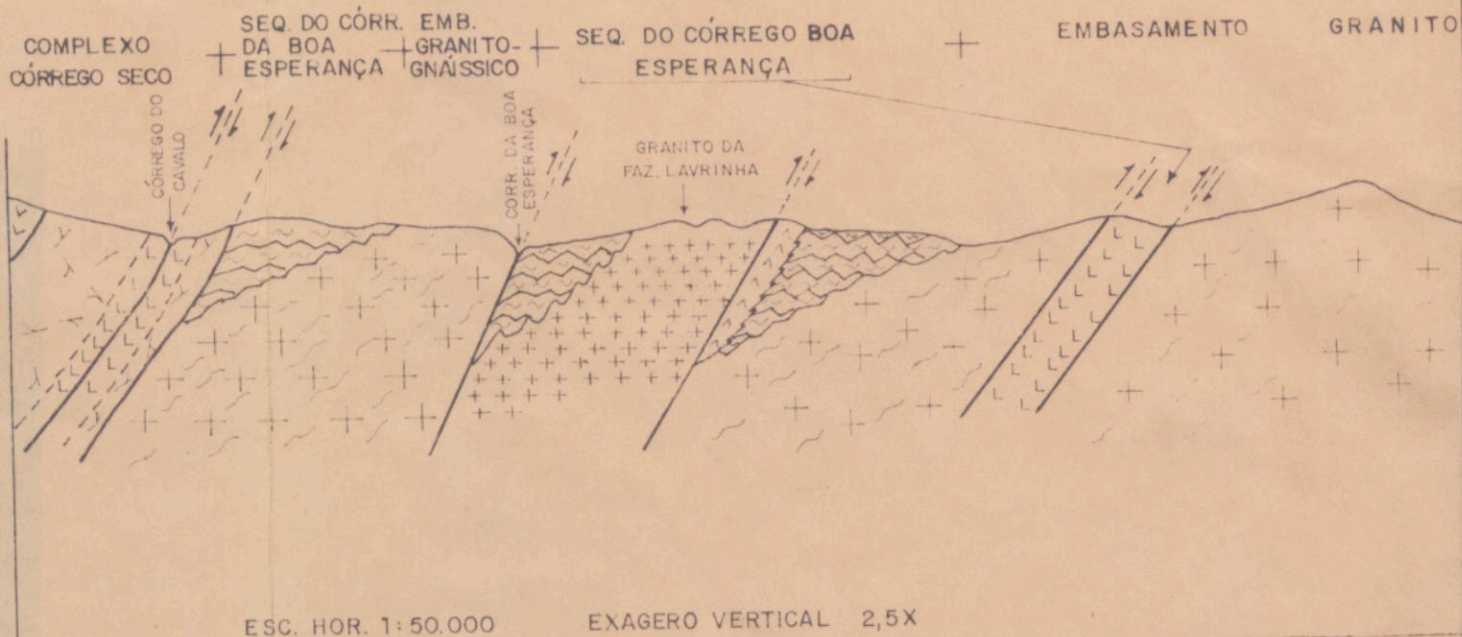 COMPLEXO
CÓRREGO SECO
SEQ. DO CÓRR.
DA BOA
ESPERANÇA
EMB.
GRANITO-
GNÁISSICO
SEQ. DO CÓRREGO BOA
ESPERANÇA
EMBASAMENTO GRANITO
CÓRREGO DO
CAVALO
CORR. DA BOA
ESPERANÇA
GRANITO DA
FAZ. LAVRINHA
ESC. HOR. 1:50.000 EXAGERO VERTICAL 2,5X